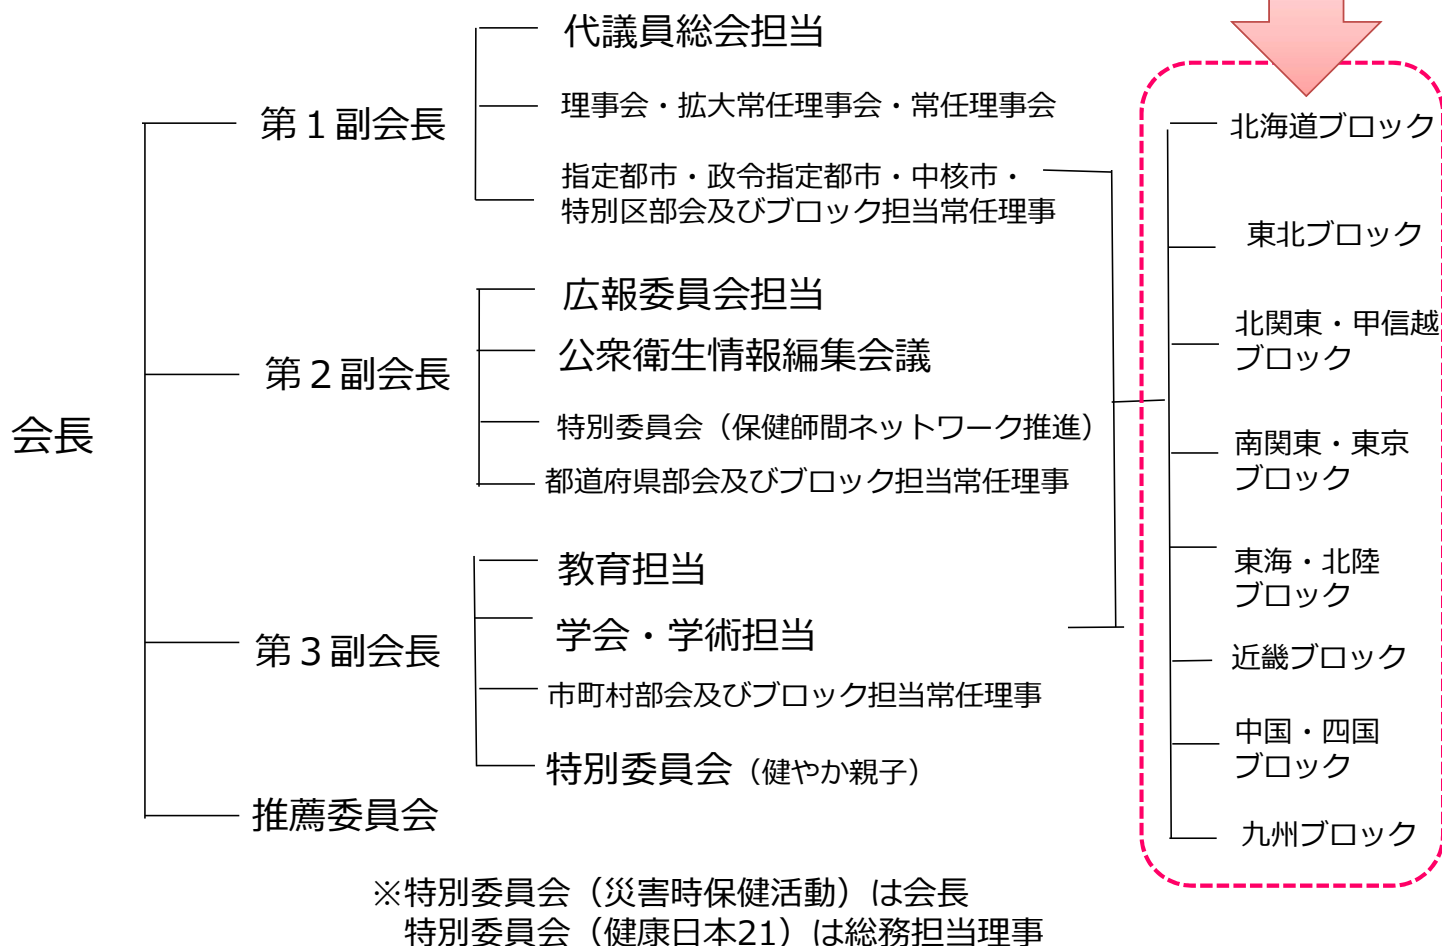 会長
第１副会長
代議員総会担当
理事会・拡大常任理事会・常任理事会
指定都市・政令指定都市・中核市・
特別区部会及びブロック担当常任理事
第２副会長
広報委員会担当
公衆衛生情報編集会議
特別委員会（保健師間ネットワーク推進）
都道府県部会及びブロック担当常任理事
第３副会長
教育担当
学会・学術担当
市町村部会及びブロック担当常任理事
特別委員会（健やか親子）
推薦委員会
北海道ブロック
東北ブロック
北関東・甲信越
ブロック
南関東・東京
ブロック
東海・北陸
ブロック
近畿ブロック
中国・四国
ブロック
九州ブロック
※特別委員会（災害時保健活動）は会長
特別委員会（健康日本21）は総務担当理事